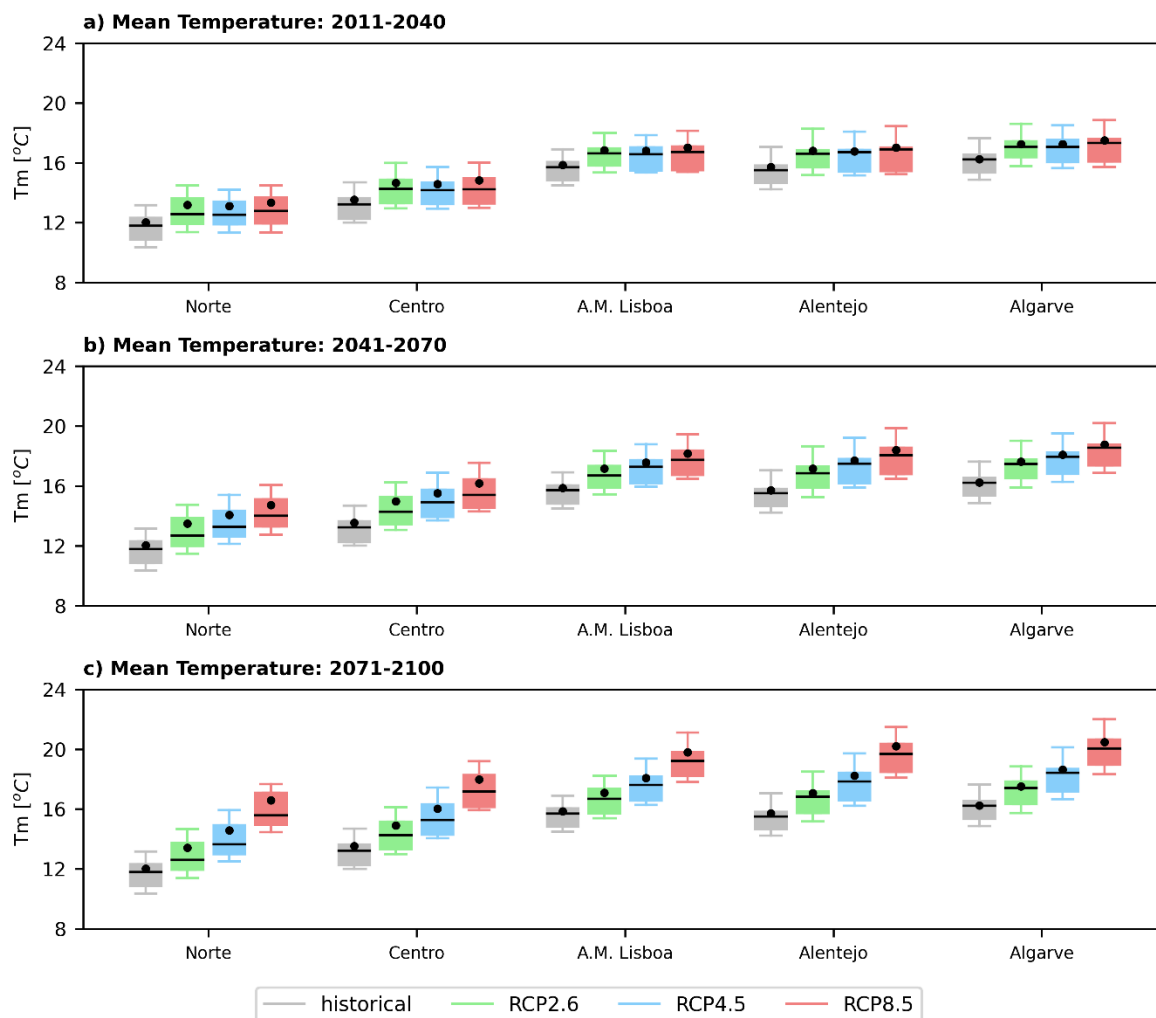 a) Mean Temperature: 2011-2040
24
20
16
12
8
Tm [°C]
Norte Centro A.M. Lisboa Alentejo Algarve
b) Mean Temperature: 2041-2070
24
20
16
12
8
Tm [°C]
Norte Centro A.M. Lisboa Alentejo Algarve
c) Mean Temperature: 2071-2100
24
20
16
12
8
Tm [°C]
Norte Centro A.M. Lisboa Alentejo Algarve
historical RCP2.6 RCP4.5 RCP8.5